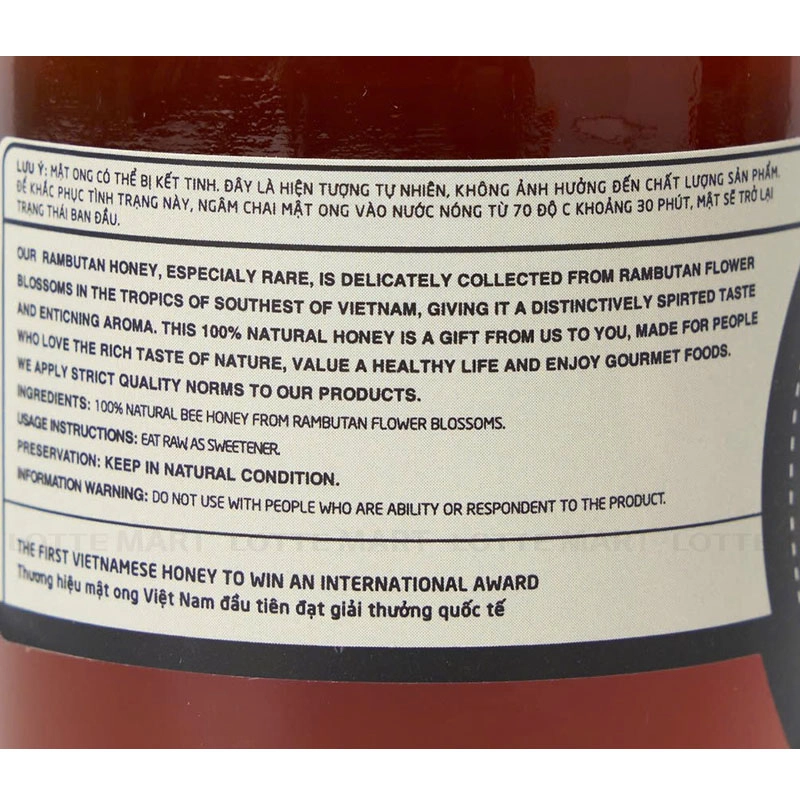 LƯU Ý: MẬT ONG CÓ THỂ BỊ KẾT TINH. ĐÂY LÀ HIỆN TƯỢNG TỰ NHIÊN, KHÔNG ẢNH HƯỞNG ĐẾN CHẤT LƯỢNG SẢN PHẨM.
ĐỂ KHẮC PHỤC TÌNH TRẠNG NÀY, NGÂM CHAI MẬT ONG VÀO NƯỚC NÓNG TỪ 70 ĐỘ C KHOẢNG 30 PHÚT, MẬT SẼ TRỞ LẠI
TRẠNG THÁI BAN ĐẦU.
OUR RAMBUTAN HONEY, ESPECIALY RARE, IS DELICATELY COLLECTED FROM RAMBUTAN FLOWER
BLOSSOMS IN THE TROPICS OF SOUTHEST OF VIETNAM, GIVING IT A DISTINCTIVELY SPIRTED TASTE
AND ENTICNING AROMA. THIS 100% NATURAL HONEY IS A GIFT FROM US TO YOU, MADE FOR PEOPLE
WHO LOVE THE RICH TASTE OF NATURE, VALUE A HEALTHY LIFE AND ENJOY GOURMET FOODS.
WE APPLY STRICT QUALITY NORMS TO OUR PRODUCTS.
INGREDIENTS: 100% NATURAL BEE HONEY FROM RAMBUTAN FLOWER BLOSSOMS.
USAGE INSTRUCTIONS: EAT RAW AS SWEETENER.
PRESERVATION: KEEP IN NATURAL CONDITION.
INFORMATION WARNING: DO NOT USE WITH PEOPLE WHO ARE ABILITY OR RESPONDENT TO THE PRODUCT.
LOTTE MART - LOTTE MART - LOTTE MART - LOTTE
THE FIRST VIETNAMESE HONEY TO WIN AN INTERNATIONAL AWARD
Thương hiệu mật ong Việt Nam đầu tiên đạt giải thưởng quốc tế